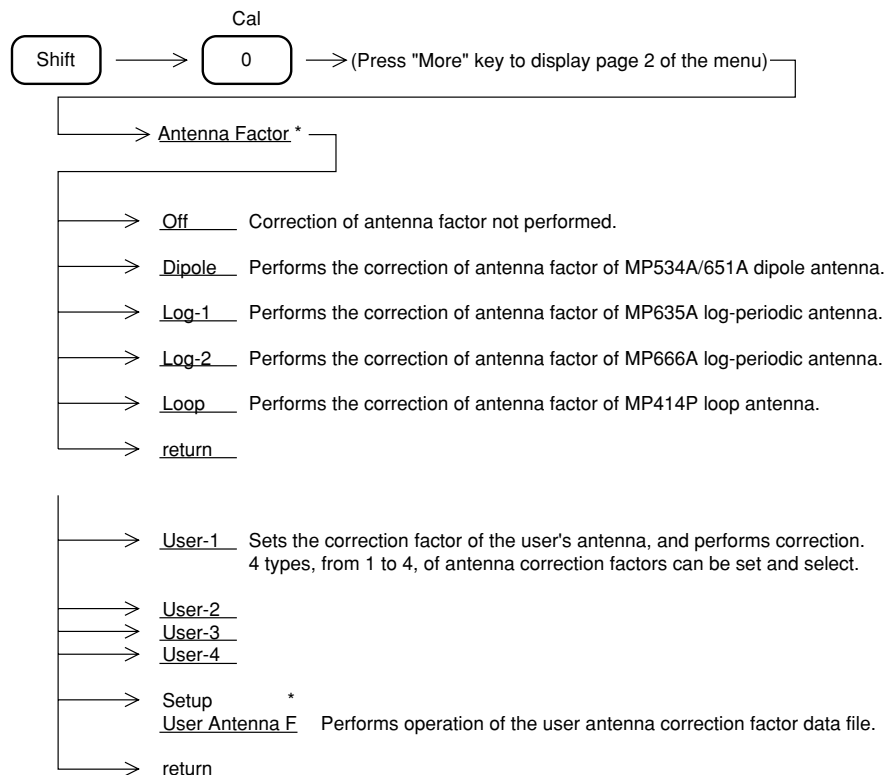 Cal
Shift 0 (Press "More" key to display page 2 of the menu)
Antenna Factor *
Off Correction of antenna factor not performed.
Dipole Performs the correction of antenna factor of MP534A/651A dipole antenna.
Log-1 Performs the correction of antenna factor of MP635A log-periodic antenna.
Log-2 Performs the correction of antenna factor of MP666A log-periodic antenna.
Loop Performs the correction of antenna factor of MP414P loop antenna.
return
User-1 Sets the correction factor of the user's antenna, and performs correction.
4 types, from 1 to 4, of antenna correction factors can be set and select.
User-2
User-3
User-4
Setup *
User Antenna F Performs operation of the user antenna correction factor data file.
return